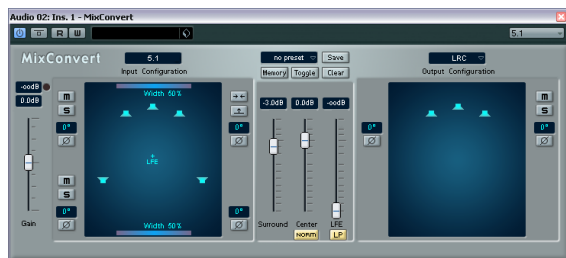 Audio 02: Ins. 1 - MixConvert
R W
5.1
MixConvert
5.1
Input Configuration
no preset Save
Memory Toggle Clear
LRC
Output Configuration
-oodB
0.0dB
M
S
0°
Ø
M
S
0°
Ø
Width 50%
LFE
Width 50%
0°
Ø
0°
Ø
-3.0dB 0.0dB -oodB
0°
Ø
M
S
0°
Ø
Gain
Surround Center LFE
NORM LP